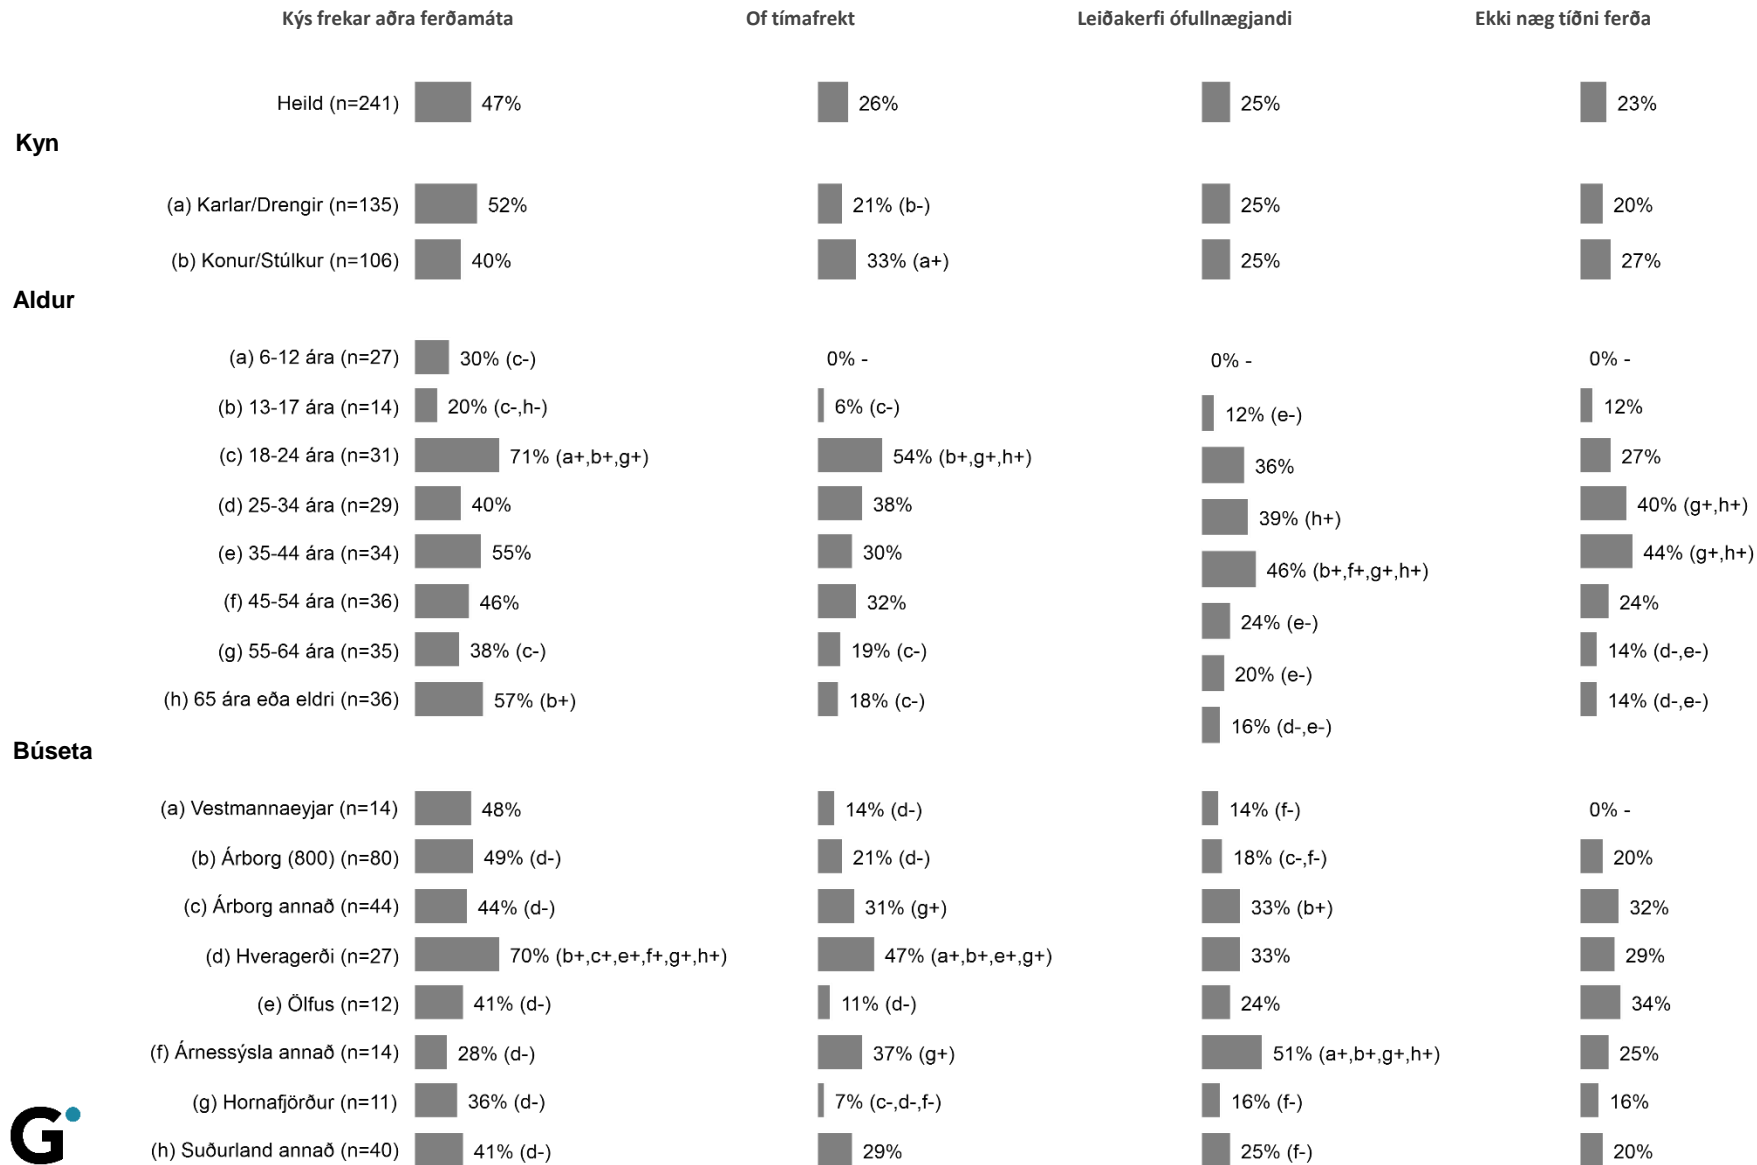 Kýs frekar aðra ferðamáta Of tímafrekt Leiðakerfi ófullnægjandi Ekki næg tíðni ferða
Heild (n=241) 47% 26% 25% 23%
Kyn
(a) Karlar/Drengir (n=135) 52% 21% (b-) 25% 20%
(b) Konur/Stúlkur (n=106) 40% 33% (a+) 25% 27%
Aldur
(a) 6-12 ára (n=27) 30% (c-) 0% - 0% - 0% -
(b) 13-17 ára (n=14) 20% (c-,h-) 6% (c-) 12% (e-) 12%
(c) 18-24 ára (n=31) 71% (a+,b+,g+) 54% (b+,g+,h+) 36% 27%
(d) 25-34 ára (n=29) 40% 38% 39% (h+) 40% (g+,h+)
(e) 35-44 ára (n=34) 55% 30% 46% (b+,f+,g+,h+) 44% (g+,h+)
(f) 45-54 ára (n=36) 46% 32% 24% (e-) 24%
(g) 55-64 ára (n=35) 38% (c-) 19% (c-) 20% (e-) 14% (d-,e-)
(h) 65 ára eða eldri (n=36) 57% (b+) 18% (c-) 16% (d-,e-) 14% (d-,e-)
Búseta
(a) Vestmannaeyjar (n=14) 48% 14% (d-) 14% (f-) 0% -
(b) Árborg (800) (n=80) 49% (d-) 21% (d-) 18% (c-,f-) 20%
(c) Árborg annað (n=44) 44% (d-) 31% (g+) 33% (b+) 32%
(d) Hveragerði (n=27) 70% (b+,c+,e+,f+,g+,h+) 47% (a+,b+,e+,g+) 33% 29%
(e) Ölfus (n=12) 41% (d-) 11% (d-) 24% 34%
(f) Árnessýsla annað (n=14) 28% (d-) 37% (g+) 51% (a+,b+,g+,h+) 25%
(g) Hornafjörður (n=11) 36% (d-) 7% (c-,d-,f-) 16% (f-) 16%
(h) Suðurland annað (n=40) 41% (d-) 29% 25% (f-) 20%
G